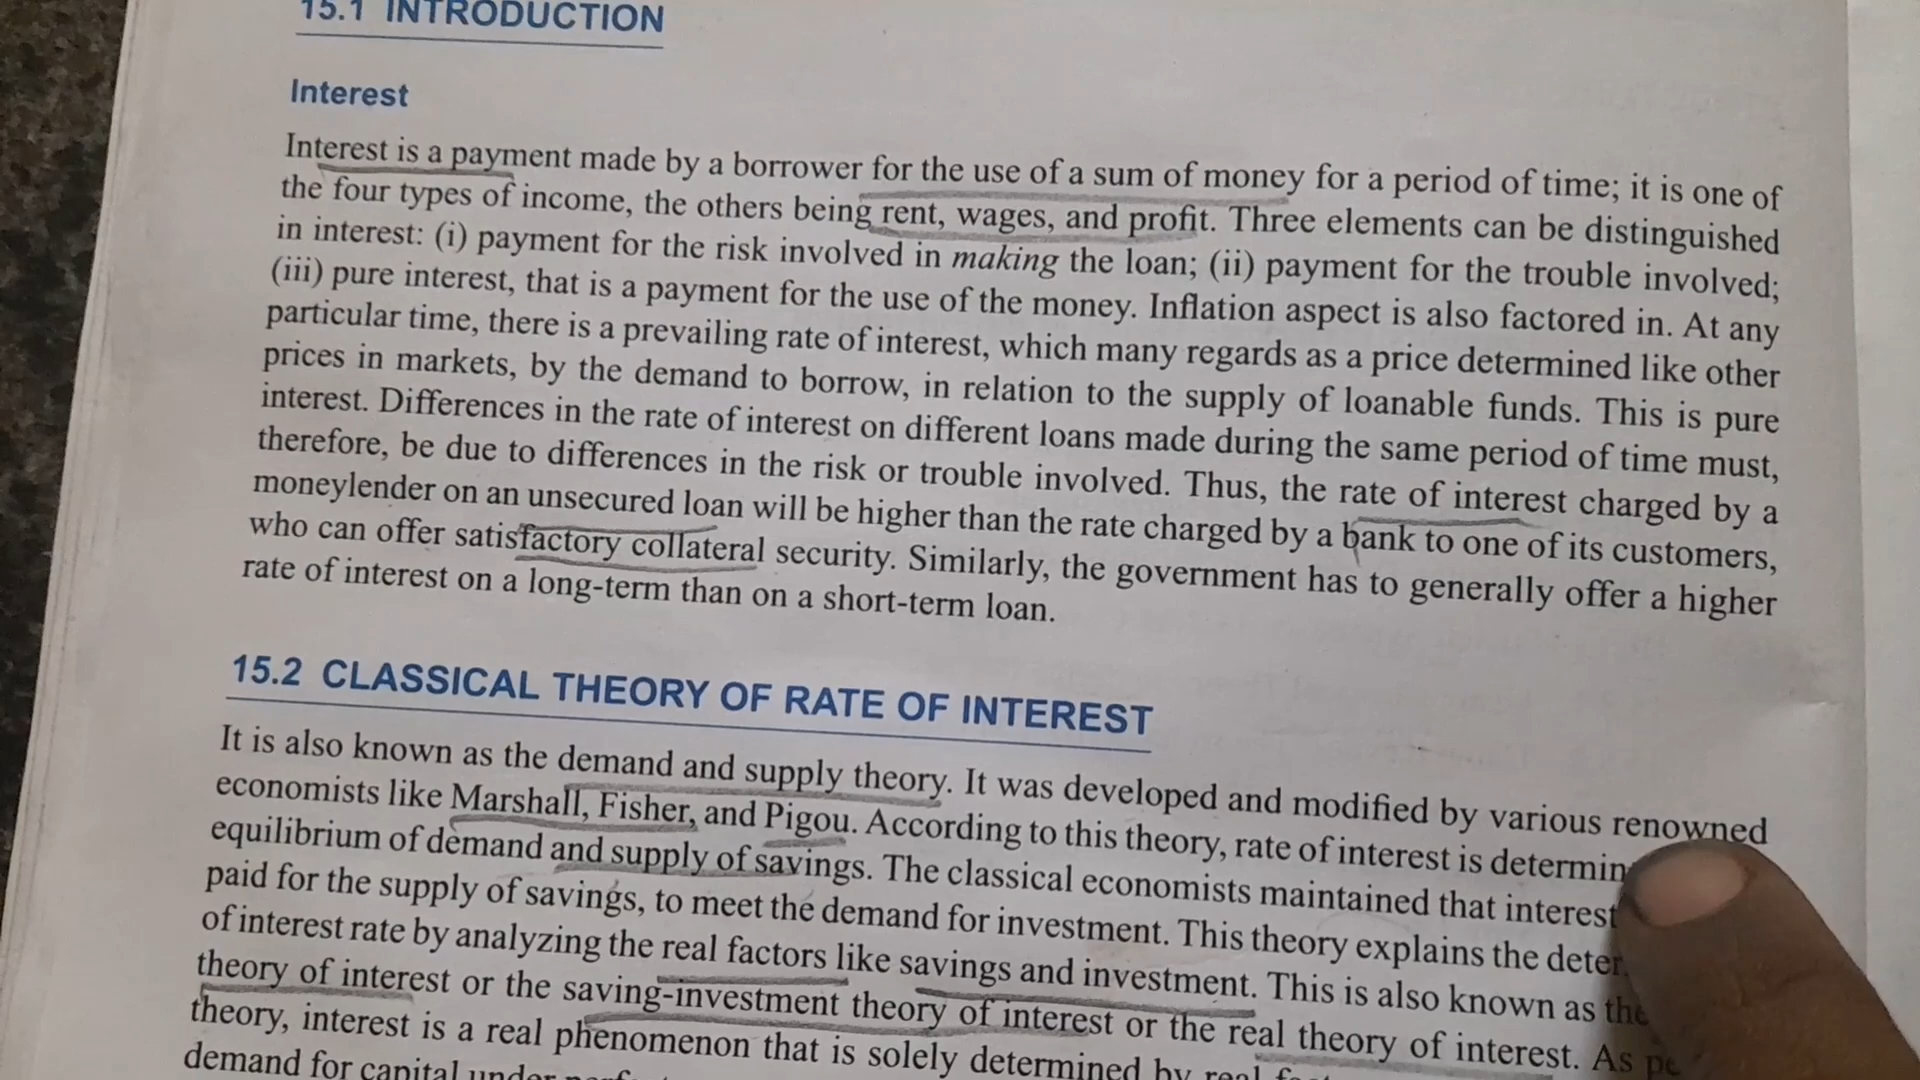 15.1 INTRODUCTION
Interest
Interest is a payment made by a borrower for the use of a sum of money for a period of time; it is one of
the four types of income, the others being rent, wages, and profit. Three elements can be distinguished
in interest: (i) payment for the risk involved in making the loan; (ii) payment for the trouble involved;
(iii) pure interest, that is a payment for the use of the money. Inflation aspect is also factored in. At any
particular time, there is a prevailing rate of interest, which many regards as a price determined like other
prices in markets, by the demand to borrow, in relation to the supply of loanable funds. This is pure
interest. Differences in the rate of interest on different loans made during the same period of time must,
therefore, be due to differences in the risk or trouble involved. Thus, the rate of interest charged by a
moneylender on an unsecured loan will be higher than the rate charged by a bank to one of its customers,
who can offer satisfactory collateral security. Similarly, the government has to generally offer a higher
rate of interest on a long-term than on a short-term loan.
15.2 CLASSICAL THEORY OF RATE OF INTEREST
It is also known as the demand and supply theory. It was developed and modified by various renowned
economists like Marshall, Fisher, and Pigou. According to this theory, rate of interest is
equilibrium of demand and supply of savings. The classical economists maintained that interest
paid for the supply of savings, to meet the demand for investment. This theory explains the
of interest rate by analyzing the real factors like savings and investment. This is also known as the
theory of interest or the saving-investment theory of interest or the real theory of interest. As
theory, interest is a real phenomenon that is solely determined by real
demand for capital under